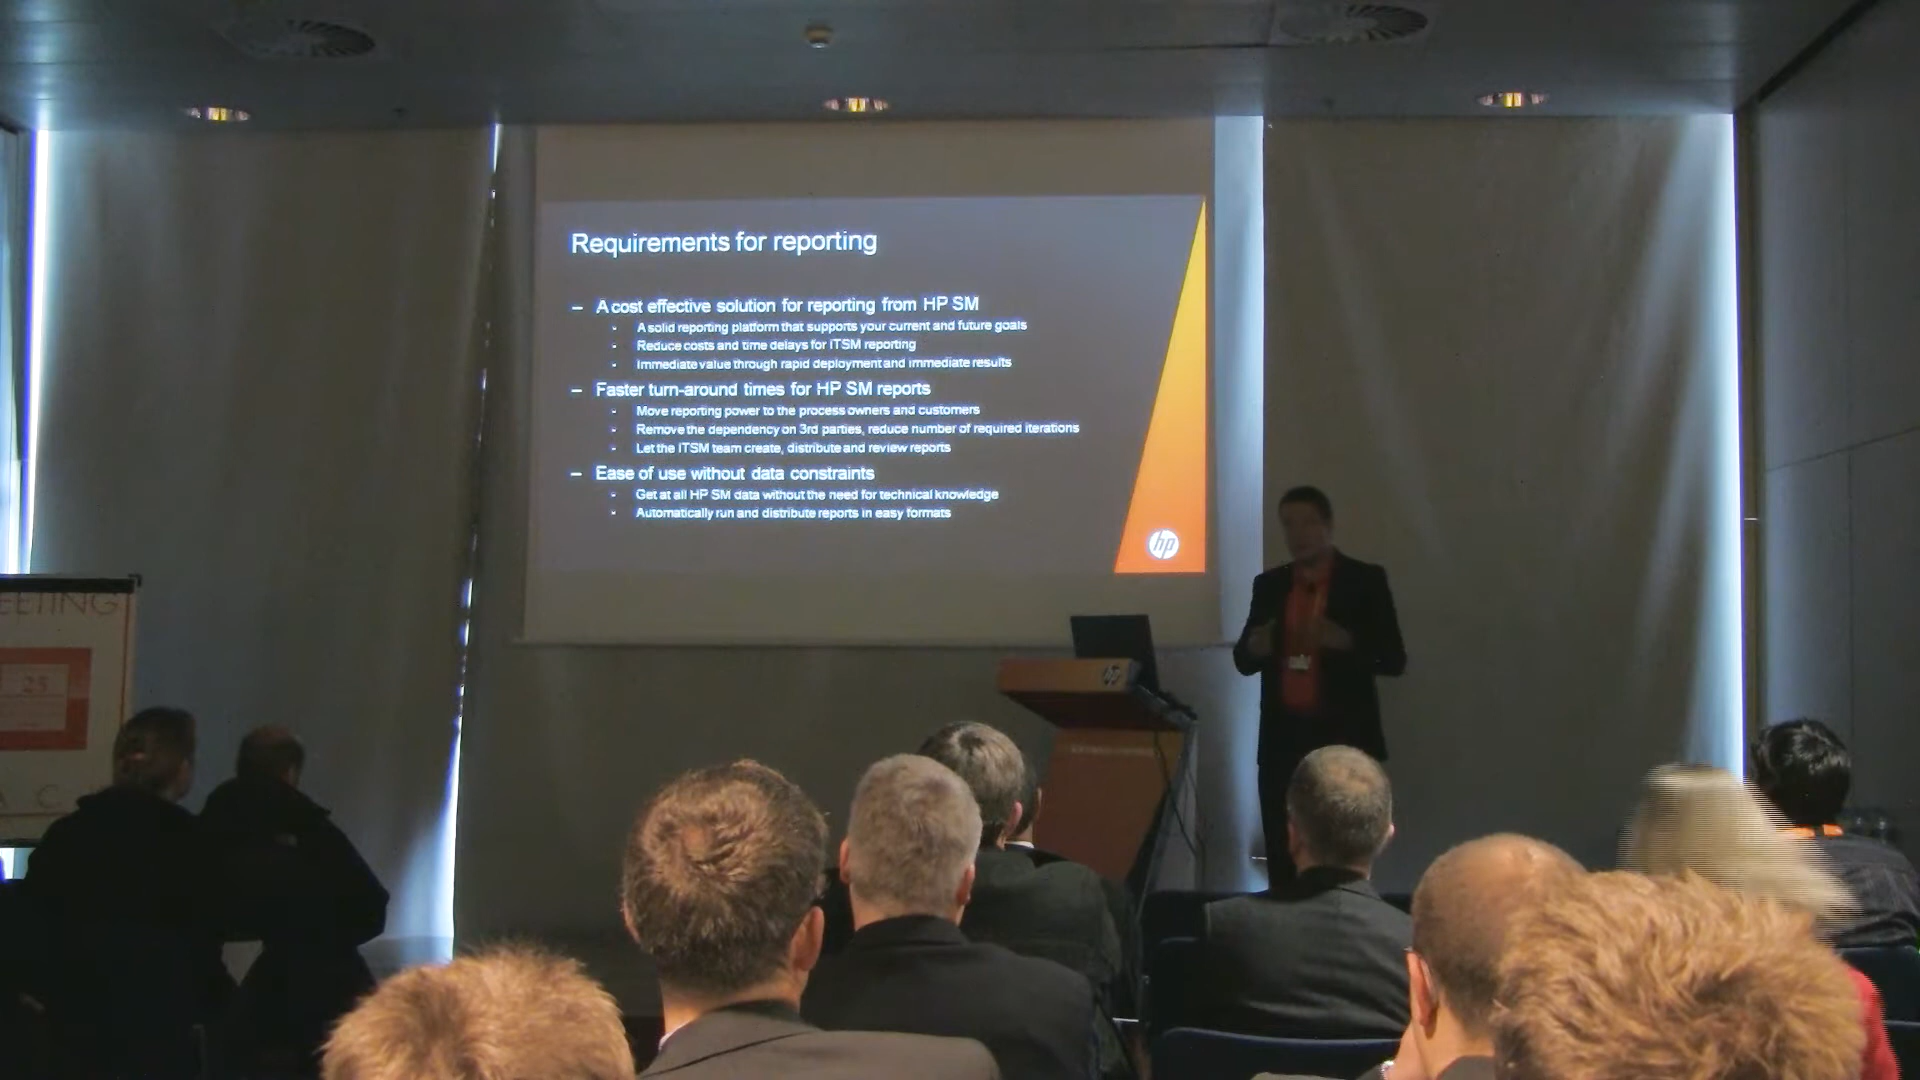 Requirements for reporting
– A cost effective solution for reporting from HP SM
- A solid reporting platform that supports your current and future goals
- Reduce costs and time delays for ITSM reporting
- Immediate value through rapid deployment and immediate results
– Faster turn-around times for HP SM reports
- Move reporting power to the process owners and customers
- Remove the dependency on 3rd parties, reduce number of required iterations
- Let the ITSM team create, distribute and review reports
– Ease of use without data constraints
- Get at all HP SM data without the need for technical knowledge
- Automatically run and distribute reports in easy formats
hp
hp
EETING
25
A C